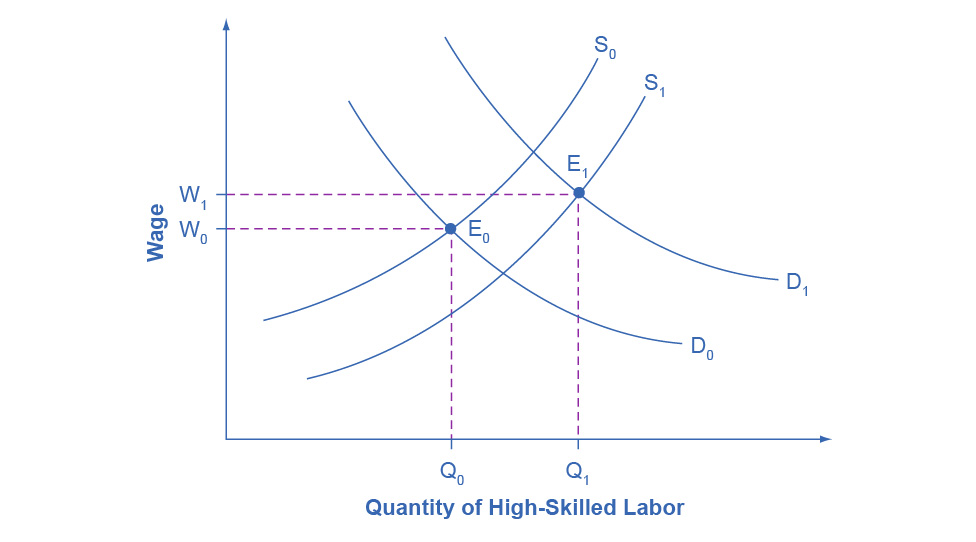 S₀
S₁
E₁
W₁
W₀
E₀
Wage
D₁
D₀
Q₀
Q₁
Quantity of High-Skilled Labor